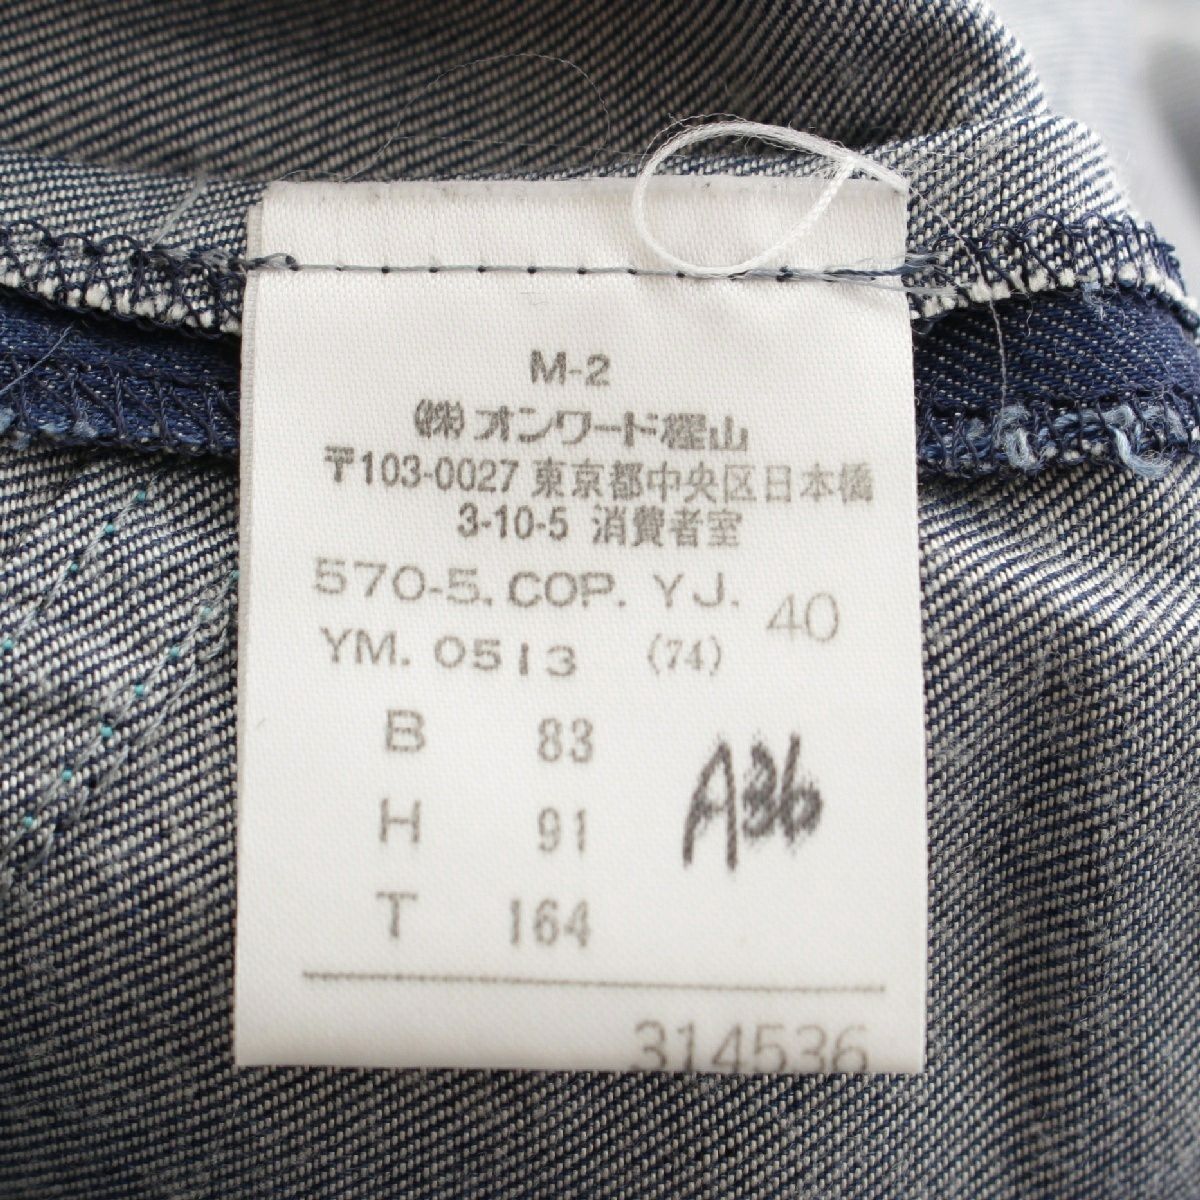 M-2
㈱オンワード樫山
〒103-0027 東京都中央区日本橋
3-10-5 消費者室
570-5. COP. YJ. 40
YM. 0513 (74)
B 83
H 91
T 164
A36
314536